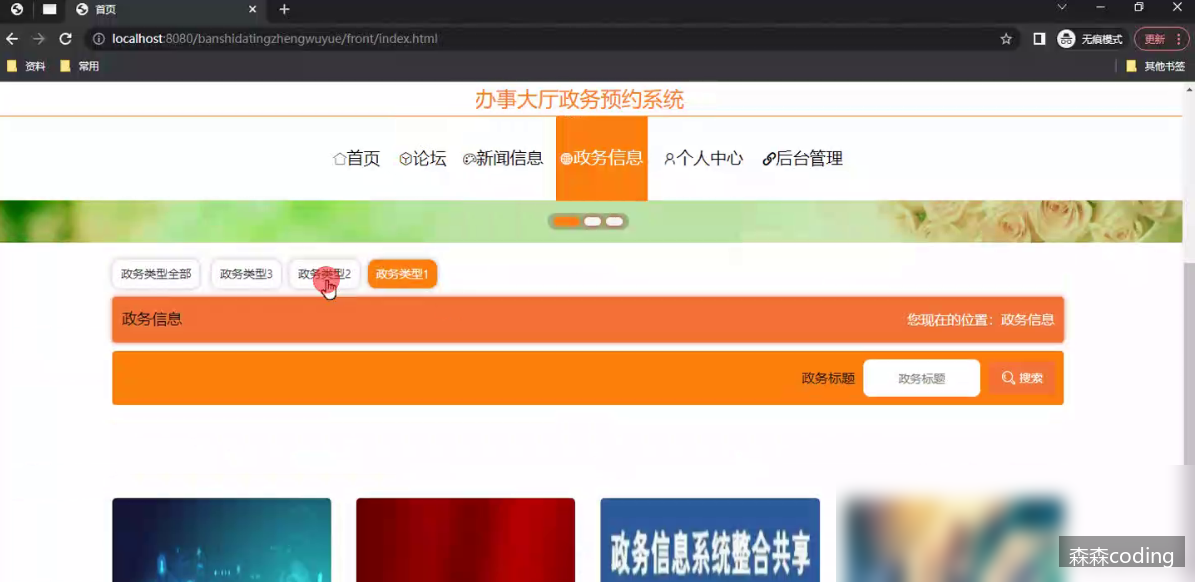 首页
localhost:8080/banshidatingzhengwuyue/front/index.html
无痕模式
更新
资料
常用
其他书签
办事大厅政务预约系统
首页 论坛 新闻信息 政务信息 个人中心 后台管理
政务类型全部 政务类型3 政务类型2 政务类型1
政务信息
您现在的位置：政务信息
政务标题 政务标题 搜索
政务信息系统整合共享
森森coding